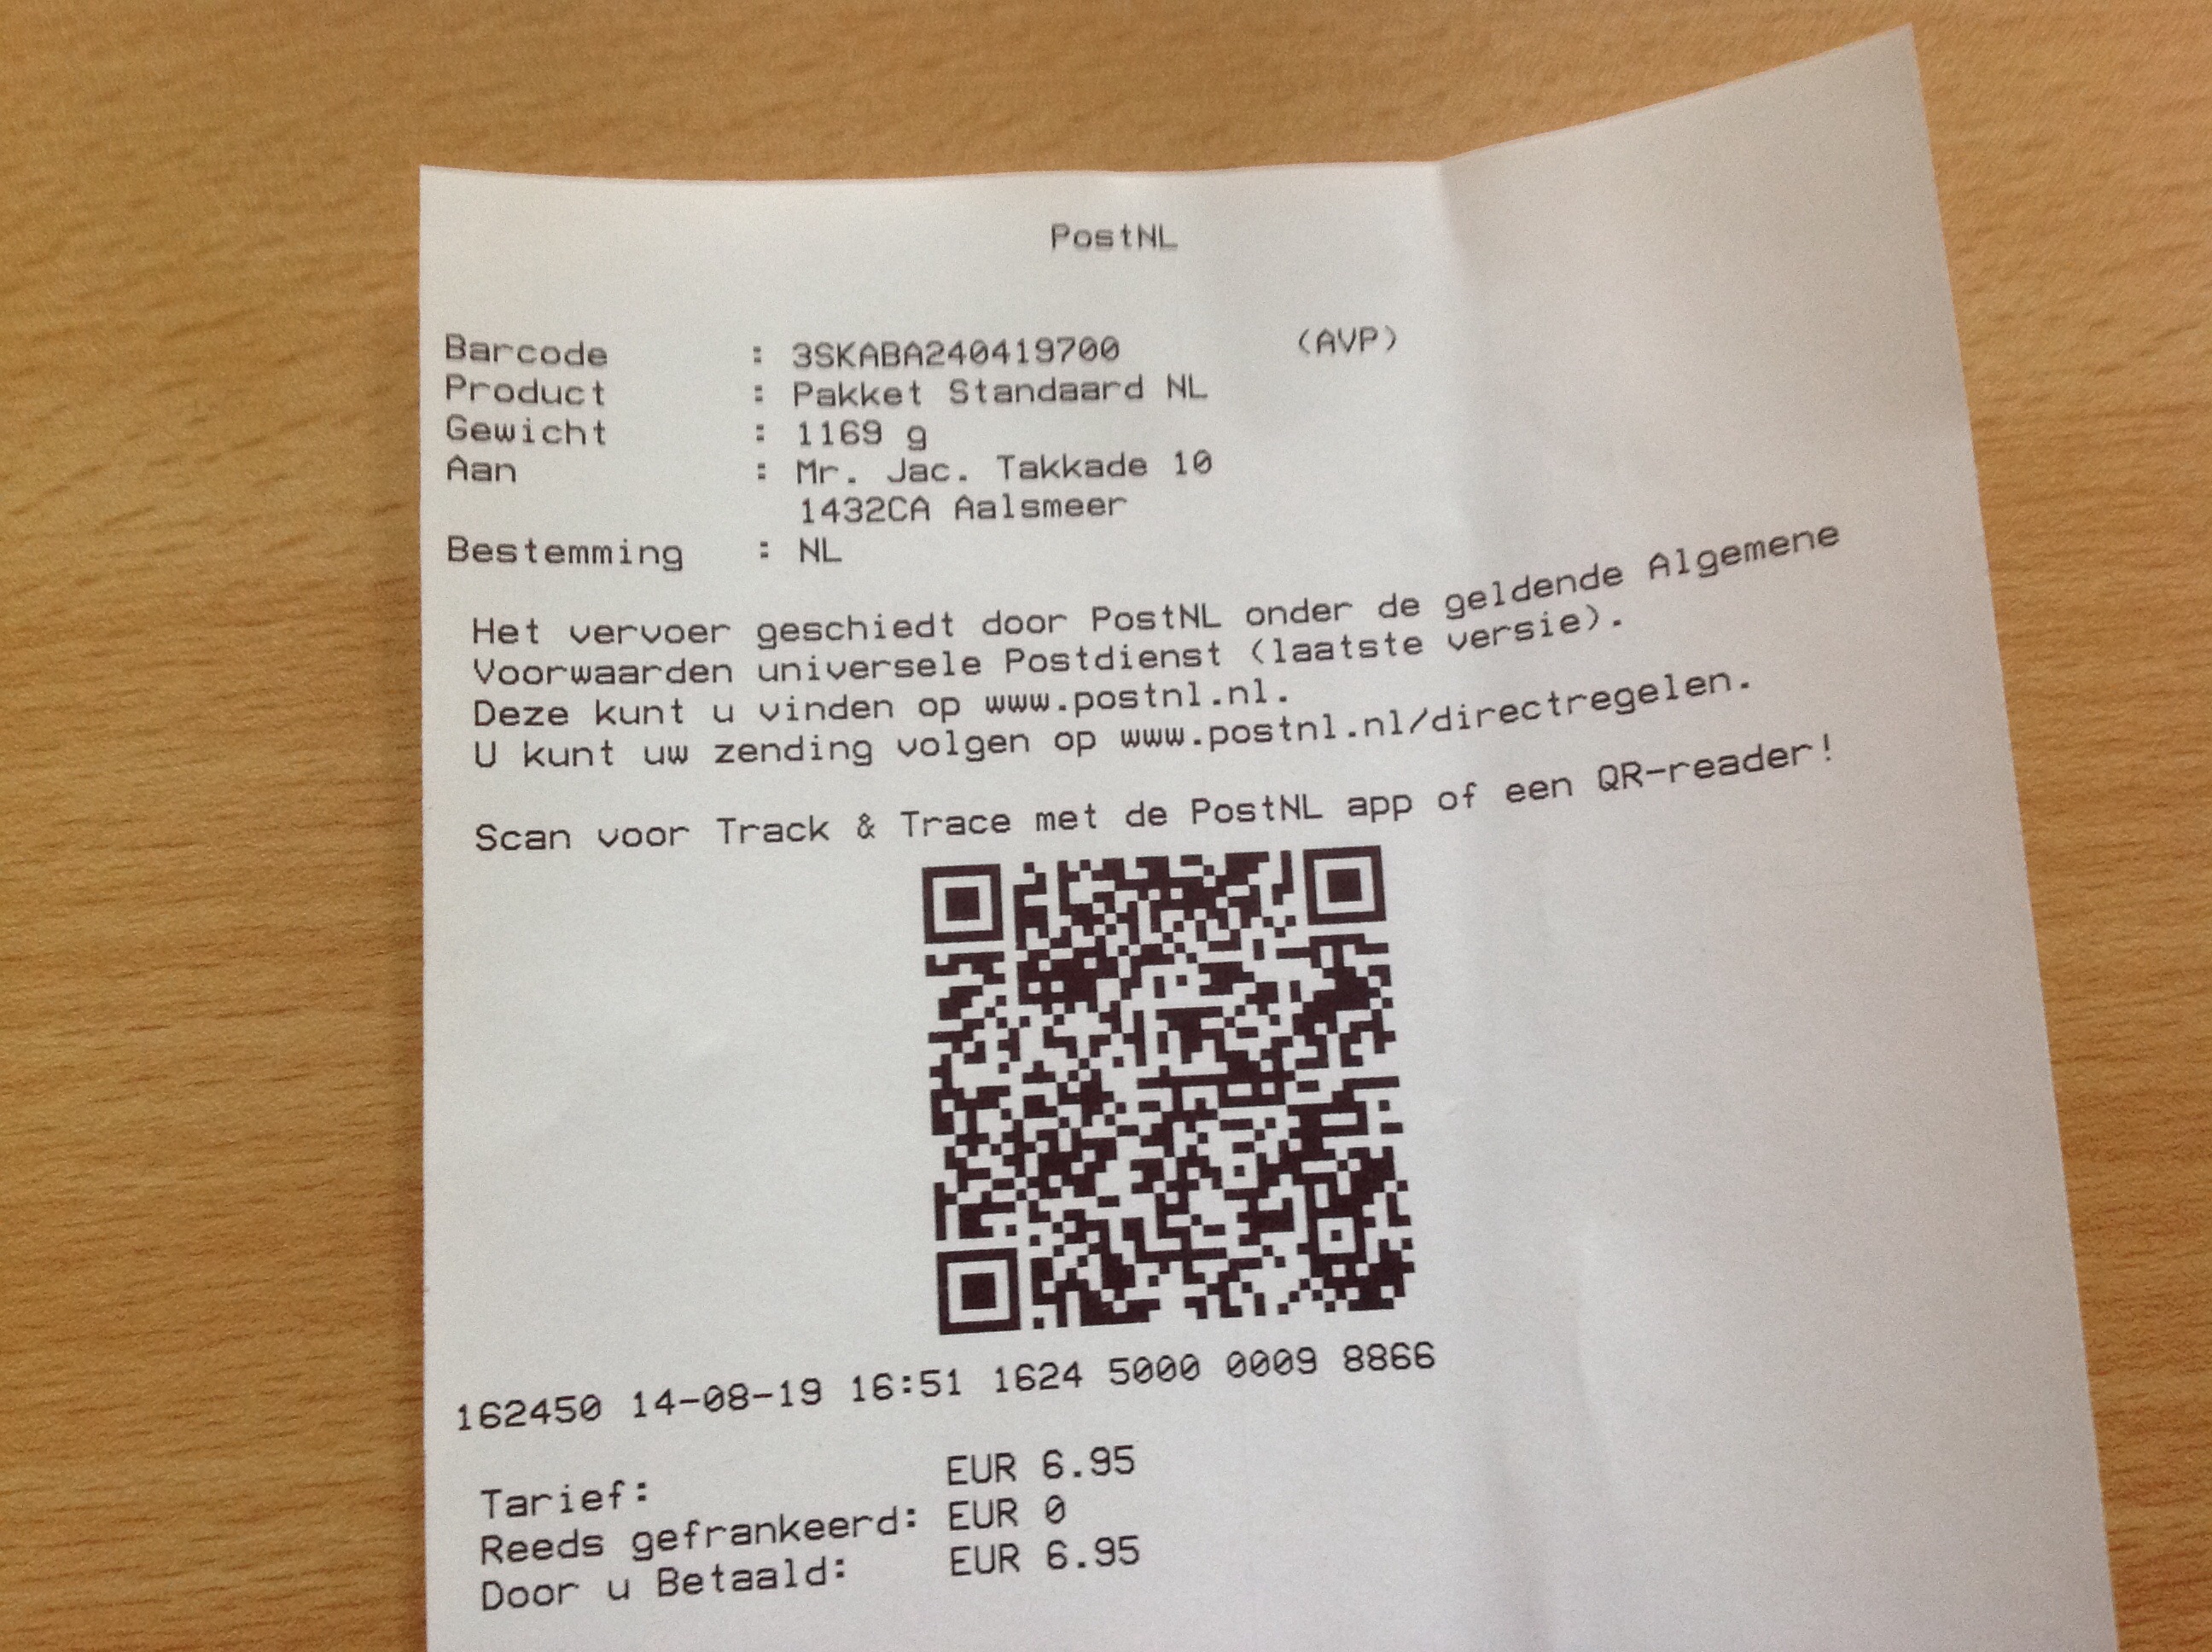 PostNL
Barcode : 3SKABA240419700 (AVP)
Product : Pakket Standaard NL
Gewicht : 1169 g
Aan : Mr. Jac. Takkade 10
1432CA Aalsmeer
Bestemming : NL
Het vervoer geschiedt door PostNL onder de geldende Algemene
Voorwaarden universele Postdienst (laatste versie).
Deze kunt u vinden op www.postnl.nl.
U kunt uw zending volgen op www.postnl.nl/directregelen.
Scan voor Track & Trace met de PostNL app of een QR-reader!
162450 14-08-19 16:51 1624 5000 0009 8866
Tarief: EUR 6.95
Reeds gefrankeerd: EUR 0
Door u Betaald: EUR 6.95